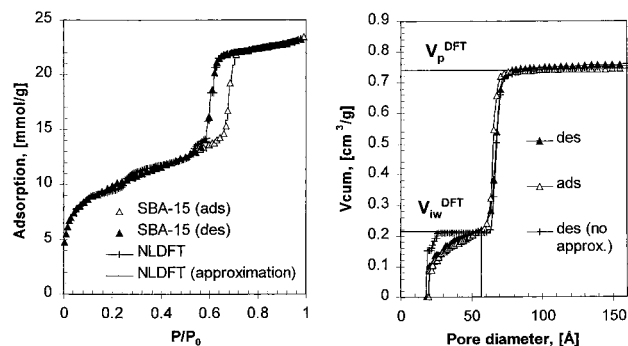 Adsorption, [mmol/g]
25
20
15
10
5
0
0
0.2
0.4
0.6
0.8
1
P/P0
SBA-15 (ads)
SBA-15 (des)
NLDFT
NLDFT (approximation)
Vcum, [cm3/g]
0.9
0.8
0.7
0.6
0.5
0.4
0.3
0.2
0.1
0
0
50
100
150
Pore diameter, [Å]
VpDFT
ViwDFT
des
ads
des (no
approx.)